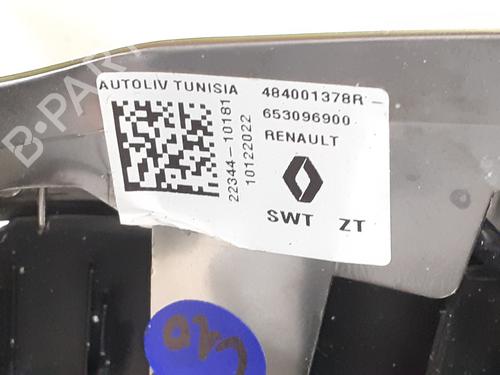 B-PART
AUTOLIV TUNISIA
484001378R -
653096900
RENAULT
22344-10181
10122022
SWT ZT